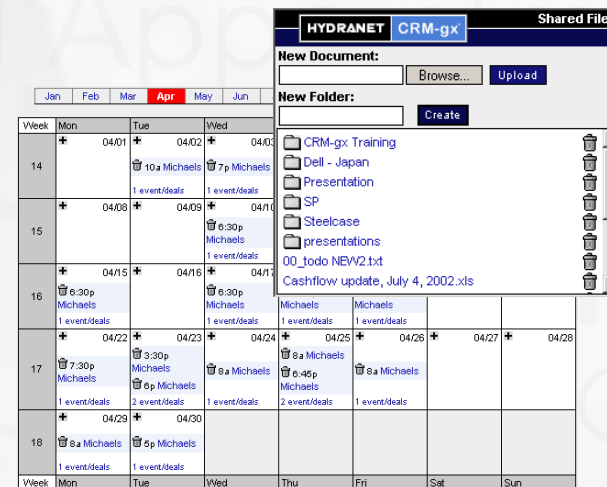 HYDRANET CRM-gx
Shared File
New Document:
Browse... Upload
New Folder:
Create
CRM-gx Training
Dell - Japan
Presentation
SP
Steelcase
presentations
00_todo NEW2.txt
Cashflow update, July 4, 2002.xls
Jan Feb Mar Apr May Jun
Week Mon Tue Wed
14 04/01 04/02 04/03
10a Michaels 7p Michaels
1 event/deals 1 event/deals
15 04/08 04/09 04/10
6:30p
Michaels
1 event/deals
16 04/15 04/16 04/17
6:30p 6:30p
Michaels Michaels Michaels Michaels
1 event/deals 1 event/deals 1 event/deals 1 event/deals
17 04/22 04/23 04/24 04/25 04/26 04/27 04/28
7:30p
Michaels
3:30p
Michaels
6p Michaels
8a Michaels
8a Michaels
6:45p
Michaels
8a Michaels
1 event/deals 2 event/deals 1 event/deals 2 event/deals 1 event/deals
18 04/29 04/30
8a Michaels 5p Michaels
1 event/deals 1 event/deals
Week Mon Tue Wed Thu Fri Sat Sun